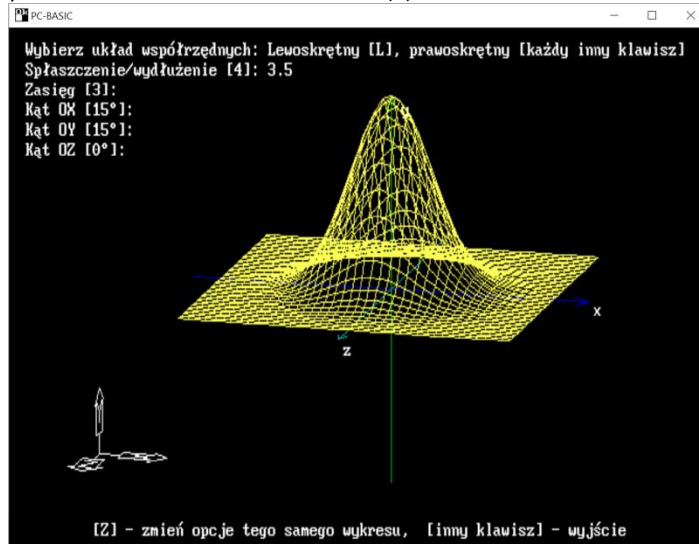 PC-BASIC
Wybierz układ współrzędnych: Lewoskrętny [L], prawoskrętny [każdy inny klawisz]
Spłaszczenie/wydłużenie [4]: 3.5
Zasięg [3]:
Kąt OX [15°]:
Kąt OY [15°]:
Kąt OZ [0°]:
X
Z
[Z] - zmień opcje tego samego wykresu, [inny klawisz] - wyjście